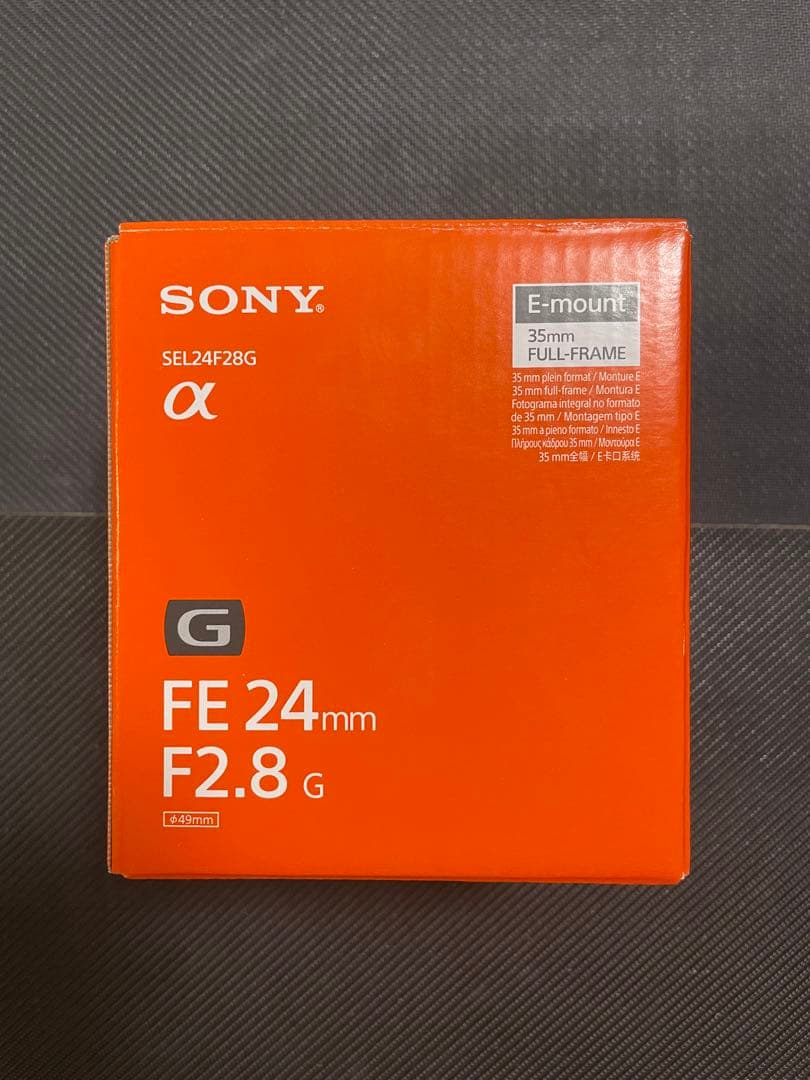 SONY®
SEL24F28G
α
E-mount
35mm
FULL-FRAME
35 mm plein format / Monture E
35 mm full-frame / Montura E
Fotograma integral no formato
de 35 mm / Montagem tipo E
35 mm a pieno formato / Innesto E
Πλήρους κάδρου 35 mm / Μοντούρα E
35 mm全幅 / E卡口系统
G
FE 24mm
F2.8 G
ϕ49mm